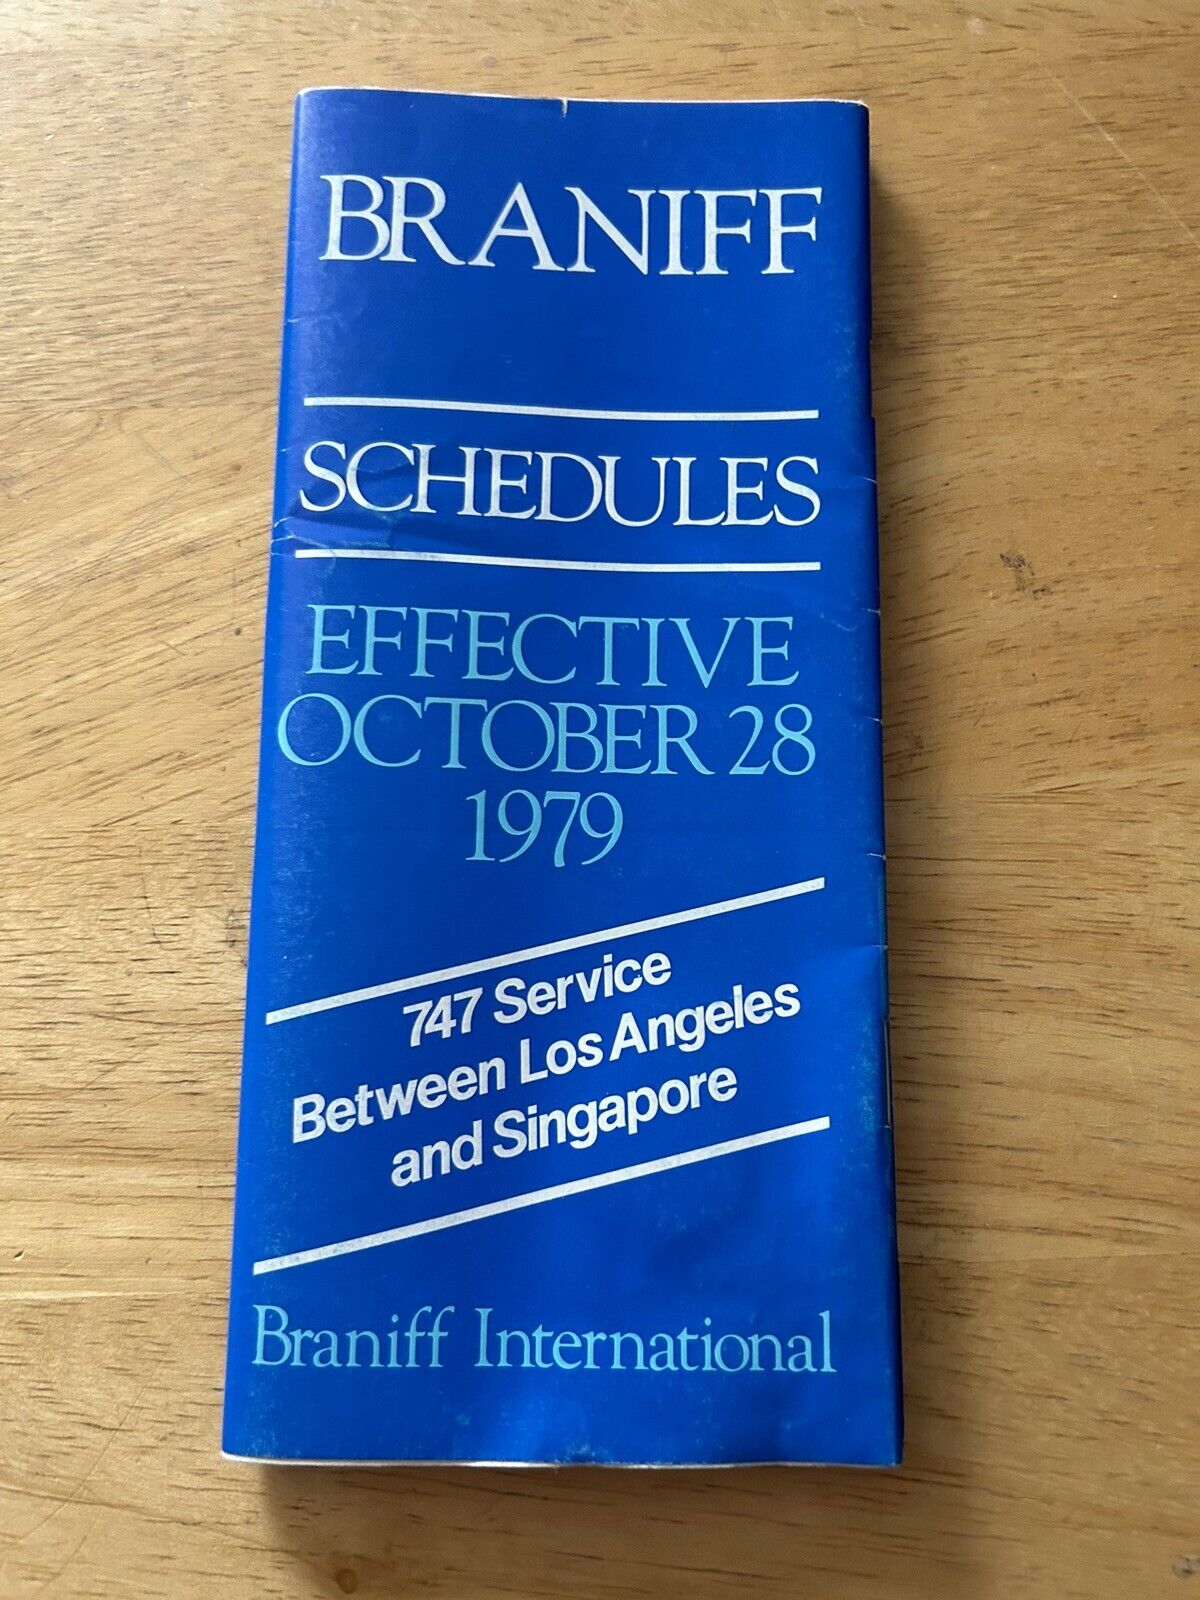 BRANIFF
SCHEDULES
EFFECTIVE
OCTOBER 28
1979
747 Service
Between Los Angeles
and Singapore
Braniff International